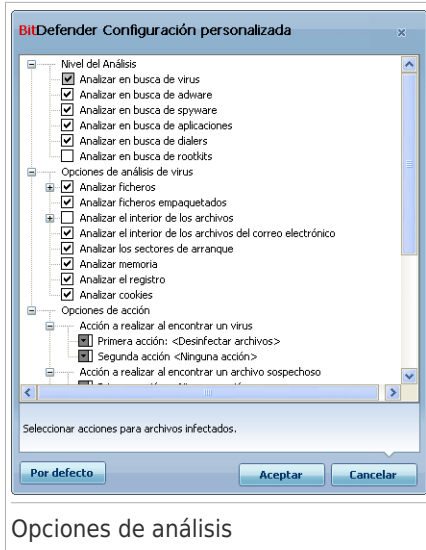 BitDefender Configuración personalizada
Nivel del Análisis
Analizar en busca de virus
Analizar en busca de adware
Analizar en busca de spyware
Analizar en busca de aplicaciones
Analizar en busca de dialers
Analizar en busca de rootkits
Opciones de análisis de virus
Analizar ficheros
Analizar ficheros empaquetados
Analizar el interior de los archivos
Analizar el interior de los archivos del correo electrónico
Analizar los sectores de arranque
Analizar memoria
Analizar el registro
Analizar cookies
Opciones de acción
Acción a realizar al encontrar un virus
Primera acción: <Desinfectar archivos>
Segunda acción <Ninguna acción>
Acción a realizar al encontrar un archivo sospechoso
Seleccionar acciones para archivos infectados.
Por defecto
Aceptar
Cancelar
Opciones de análisis